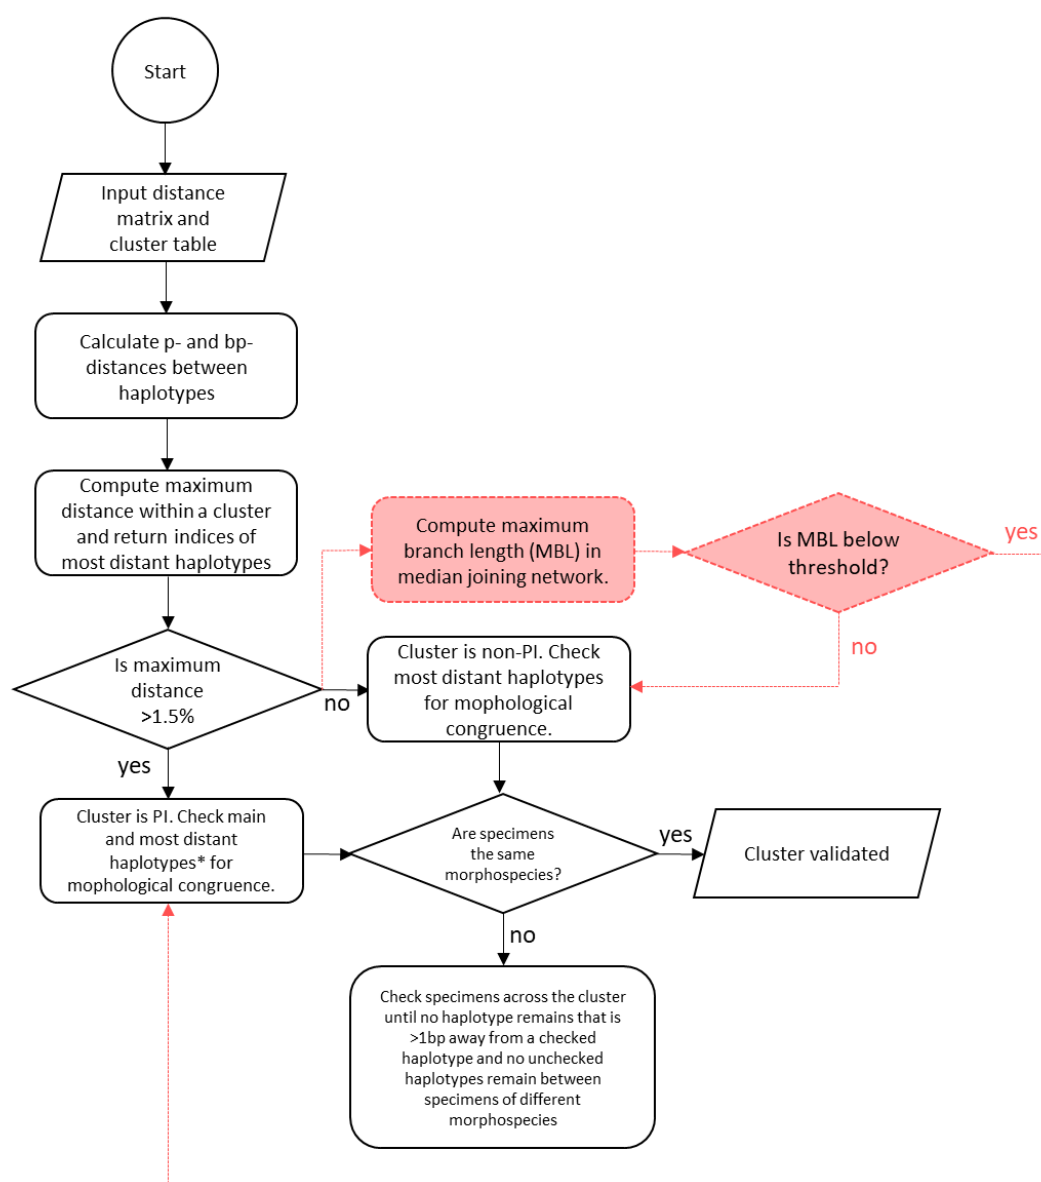 Start
Input distance
matrix and
cluster table
Calculate p- and bp-
distances between
haplotypes
Compute maximum
distance within a cluster
and return indices of
most distant haplotypes
Compute maximum
branch length (MBL) in
median joining network.
Is MBL below
threshold?
yes
no
Is maximum
distance
>1.5%
no
yes
Cluster is non-PI. Check
most distant haplotypes
for mophological
congruence.
Cluster is PI. Check main
and most distant
haplotypes* for
mophological congruence.
Are specimens
the same
morphospecies?
yes
Cluster validated
no
Check specimens across the cluster
until no haplotype remains that is
>1bp away from a checked
haplotype and no unchecked
haplotypes remain between
specimens of different
morphospecies